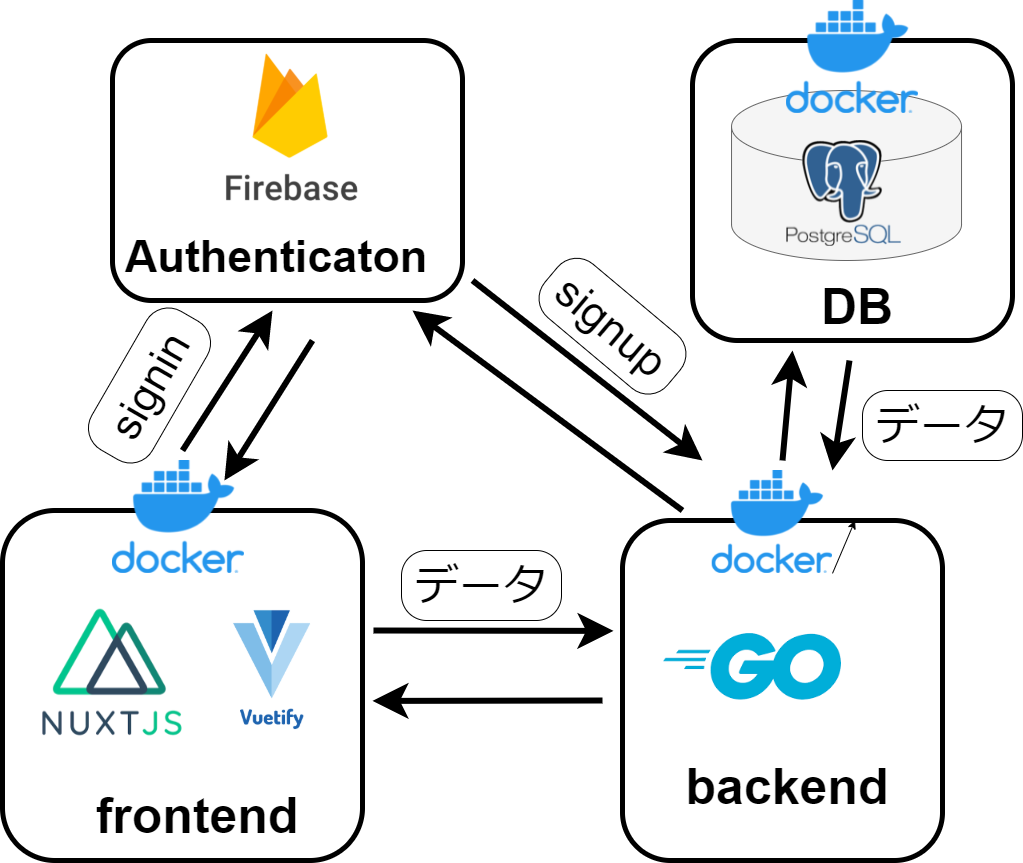 docker
Firebase
Authenticaton
PostgreSQL
DB
signin
signup
データ
docker
NUXTJS
Vuetify
frontend
データ
docker
GO
backend